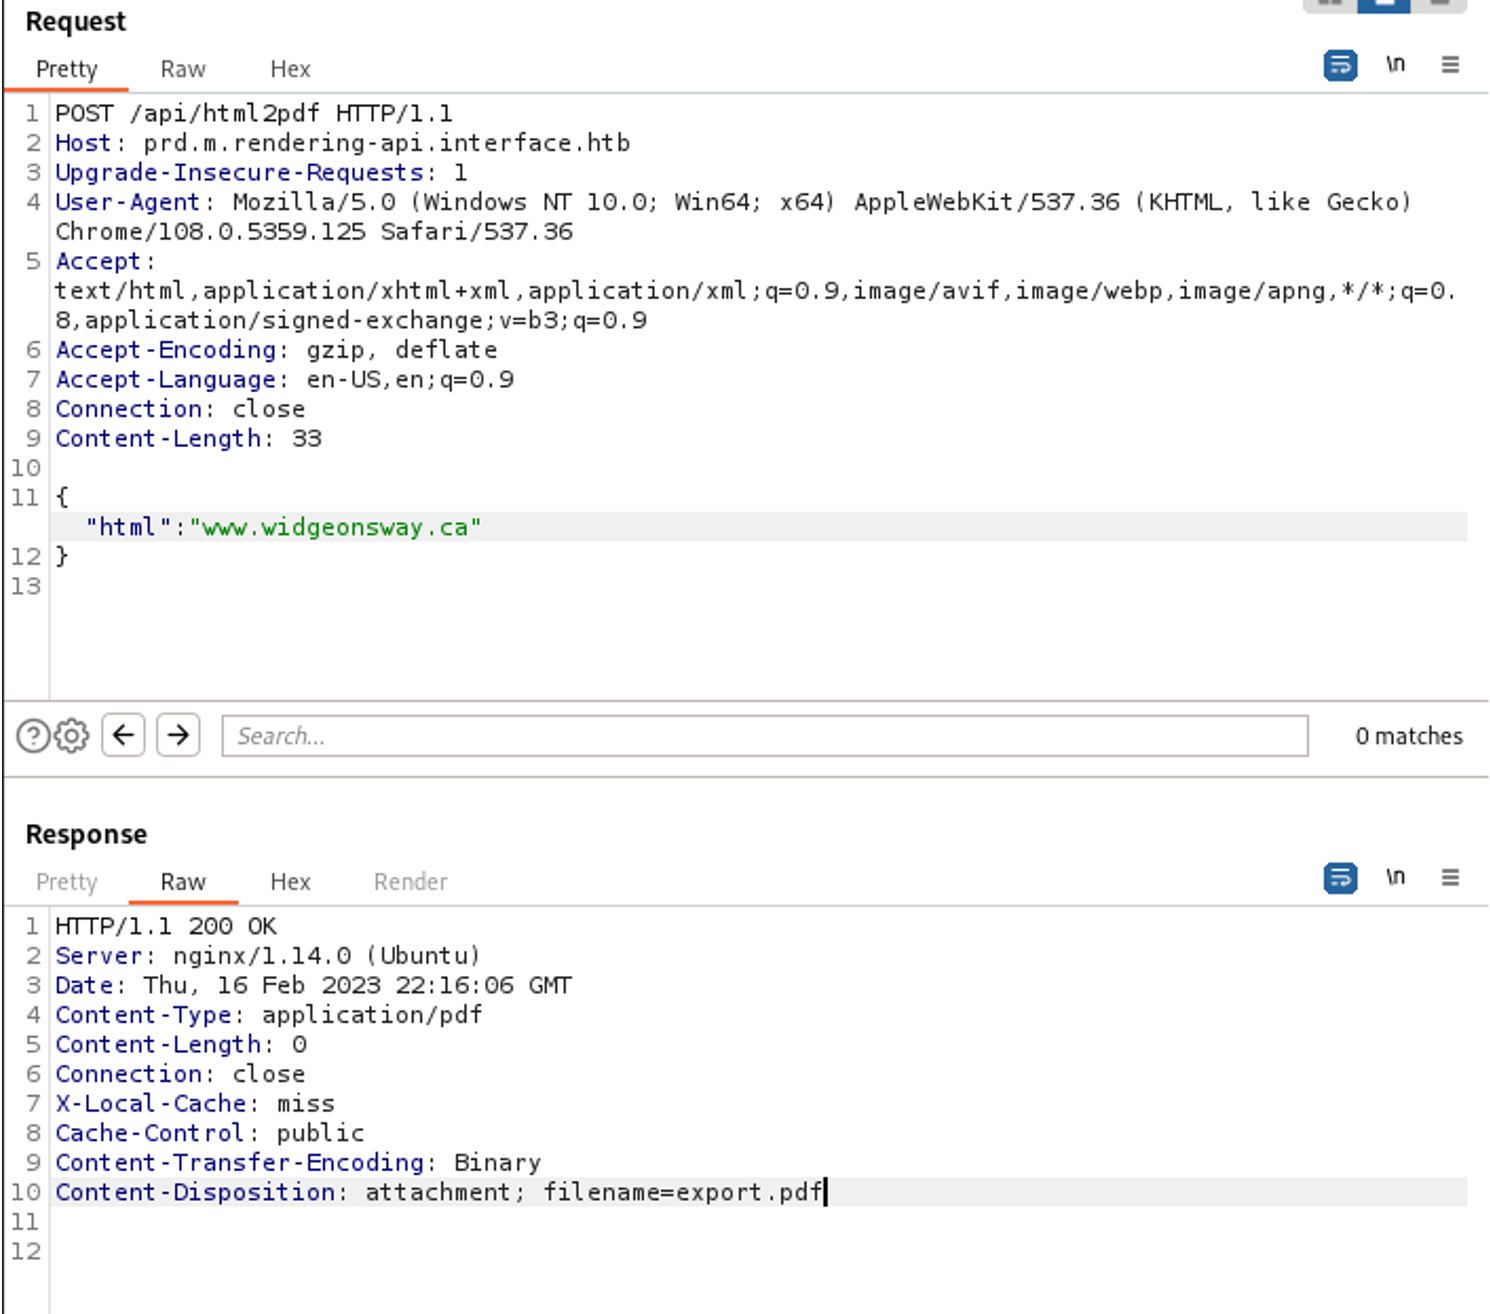 Request
Pretty Raw Hex
\n
1 POST /api/html2pdf HTTP/1.1
2 Host: prd.m.rendering-api.interface.htb
3 Upgrade-Insecure-Requests: 1
4 User-Agent: Mozilla/5.0 (Windows NT 10.0; Win64; x64) AppleWebKit/537.36 (KHTML, like Gecko)
Chrome/108.0.5359.125 Safari/537.36
5 Accept:
text/html,application/xhtml+xml,application/xml;q=0.9,image/avif,image/webp,image/apng,*/*;q=0.
8,application/signed-exchange;v=b3;q=0.9
6 Accept-Encoding: gzip, deflate
7 Accept-Language: en-US,en;q=0.9
8 Connection: close
9 Content-Length: 33
10
11 {
"html":"www.widgeonsway.ca"
12 }
13
? Search... 0 matches
Response
Pretty Raw Hex Render
\n
1 HTTP/1.1 200 OK
2 Server: nginx/1.14.0 (Ubuntu)
3 Date: Thu, 16 Feb 2023 22:16:06 GMT
4 Content-Type: application/pdf
5 Content-Length: 0
6 Connection: close
7 X-Local-Cache: miss
8 Cache-Control: public
9 Content-Transfer-Encoding: Binary
10 Content-Disposition: attachment; filename=export.pdf
11
12